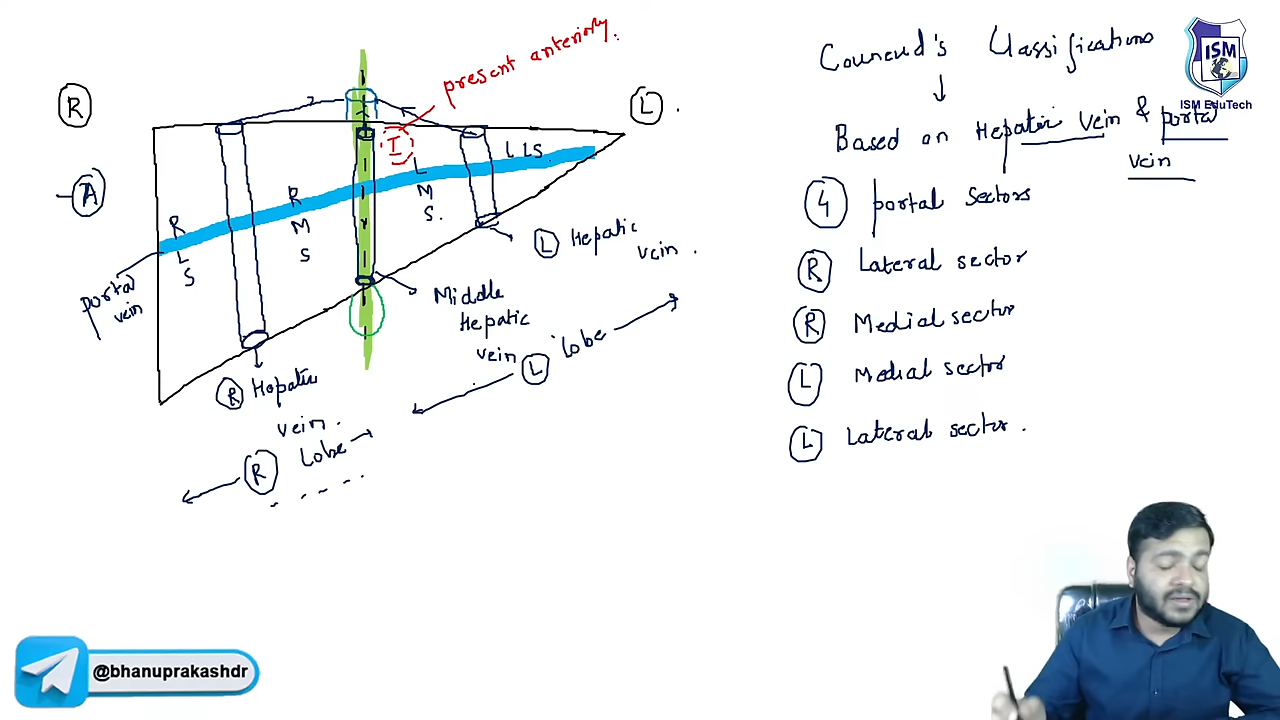 present anteriorly.
R
L
I
L LS.
A
R
L
S
R
M
S
L
M
S.
portal
vein
L Hepatic
vein.
Middle
Hepatic
vein
R Hepatic
vein.
L lobe
R lobe
Classifications
↓
Based on Hepatic vein & portal
vein
4 portal sectors
R Lateral sector
R Medial sector
L Medial sector
L Lateral sector.
ISM
ISM EduTech
@bhanuprakashdr